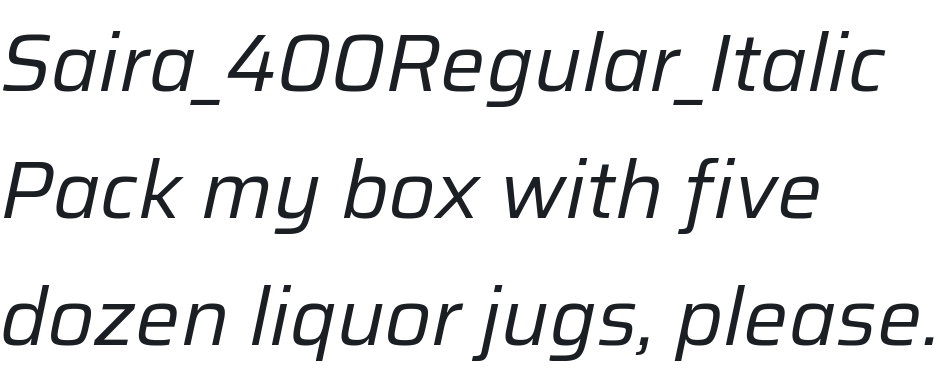 Saira_400Regular_Italic
Pack my box with five
dozen liquor jugs, please.